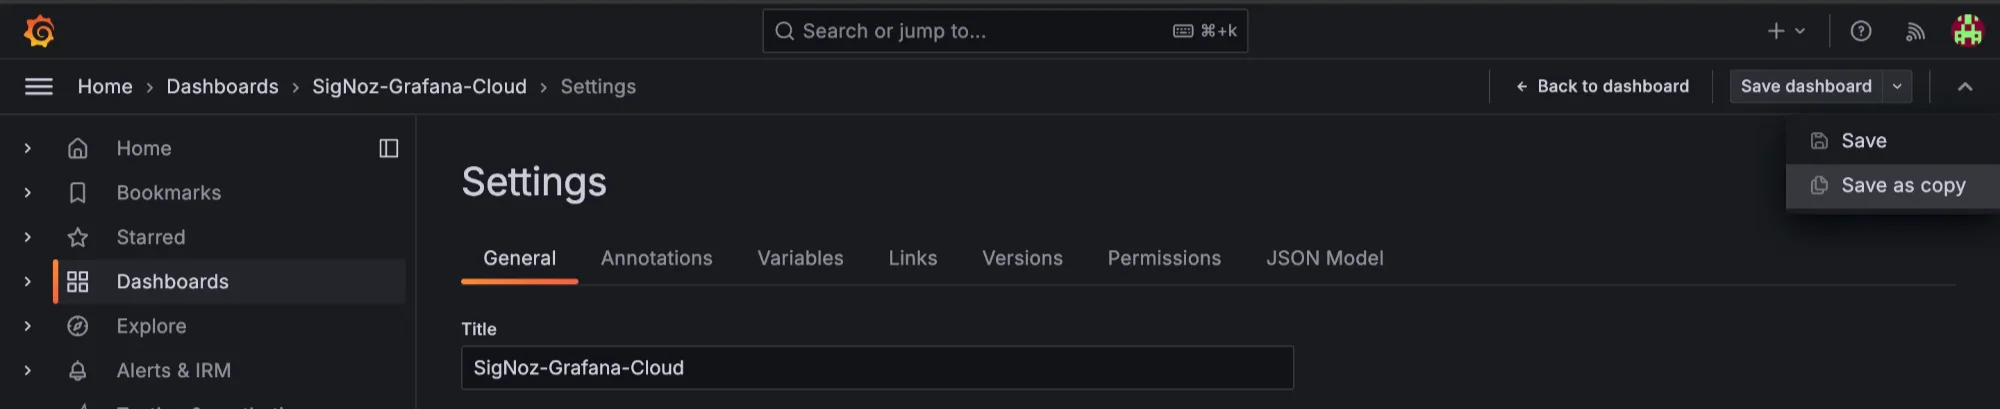 Search or jump to...
⌘+k
Home › Dashboards › SigNoz-Grafana-Cloud › Settings
Back to dashboard
Save dashboard
Save
Save as copy
Home
Bookmarks
Starred
Dashboards
Explore
Alerts & IRM
Settings
General Annotations Variables Links Versions Permissions JSON Model
Title
SigNoz-Grafana-Cloud